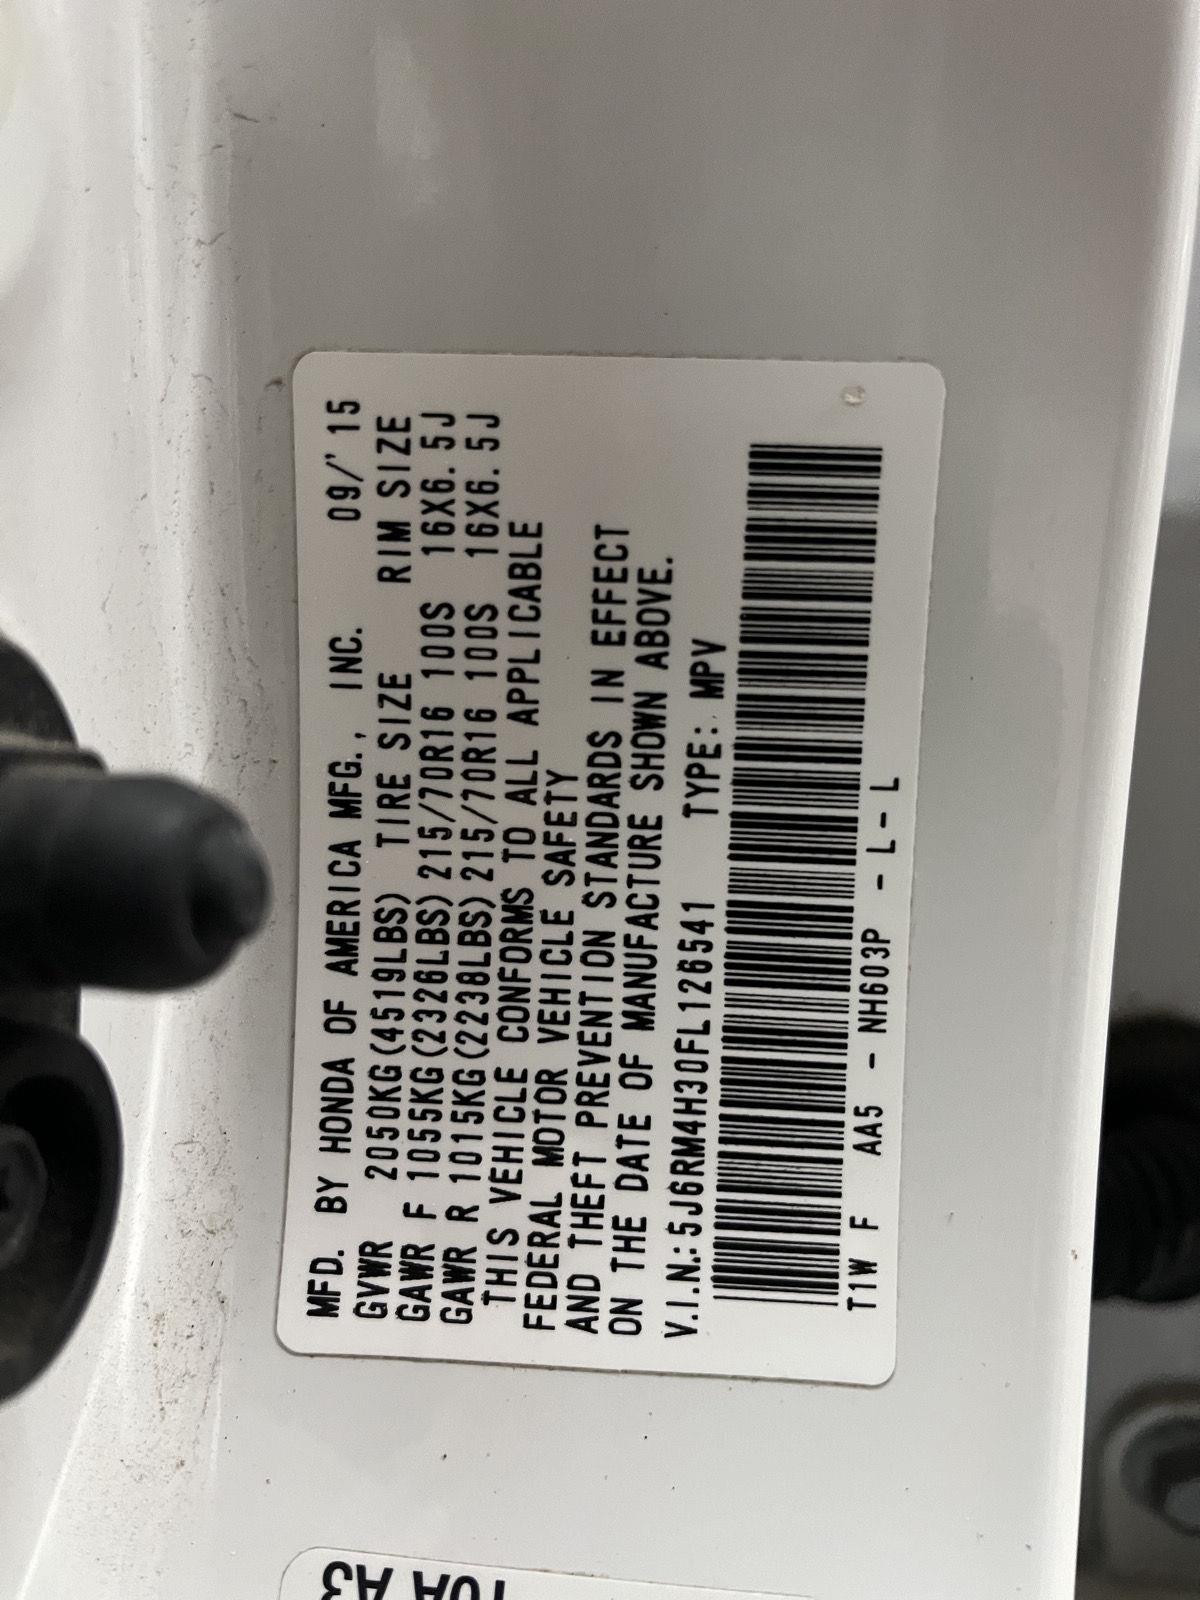 MFD. BY HONDA OF AMERICA MFG., INC. 09/'15
GVWR 2050KG(4519LBS) TIRE SIZE RIM SIZE
GAWR F 1055KG(2326LBS)215/70R16 100S 16X6.5J
GAWR R 1015KG(2238LBS)215/70R16 100S 16X6.5J
THIS VEHICLE CONFORMS TO ALL APPLICABLE
FEDERAL MOTOR VEHICLE SAFETY
AND THEFT PREVENTION STANDARDS IN EFFECT
ON THE DATE OF MANUFACTURE SHOWN ABOVE.
V.I.N.:5J6RM4H30FL126541 TYPE: MPV
T1W F AA5 - NH603P - L-L